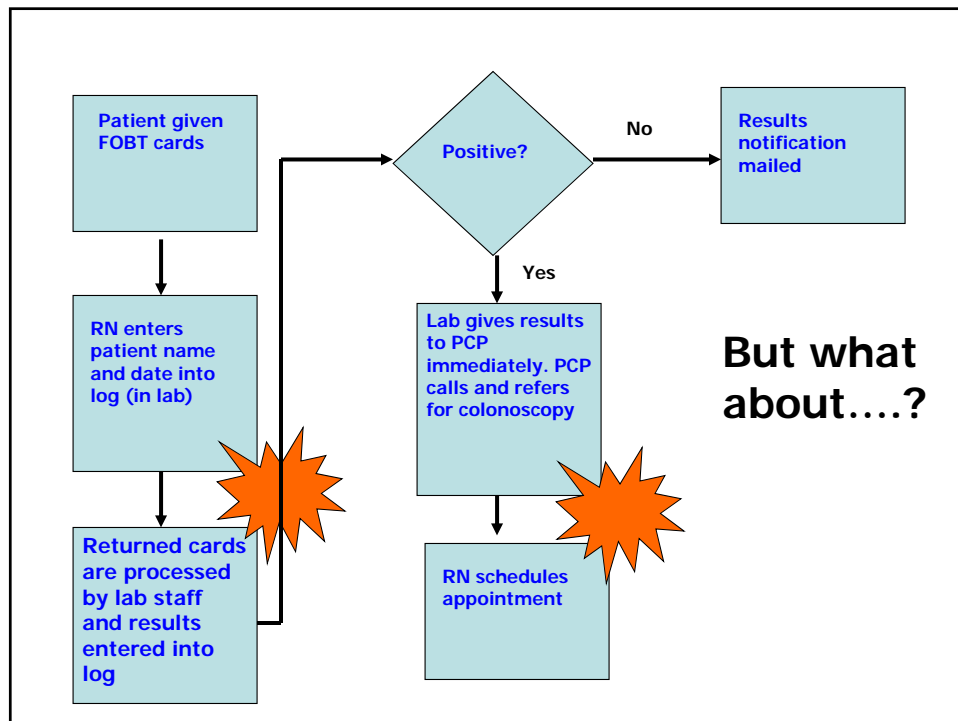 Patient given
FOBT cards
RN enters
patient name
and date into
log (in lab)
Returned cards
are processed
by lab staff
and results
entered into
log
Positive?
No
Results
notification
mailed
Yes
Lab gives results
to PCP
immediately. PCP
calls and refers
for colonoscopy
RN schedules
appointment
But what
about....?